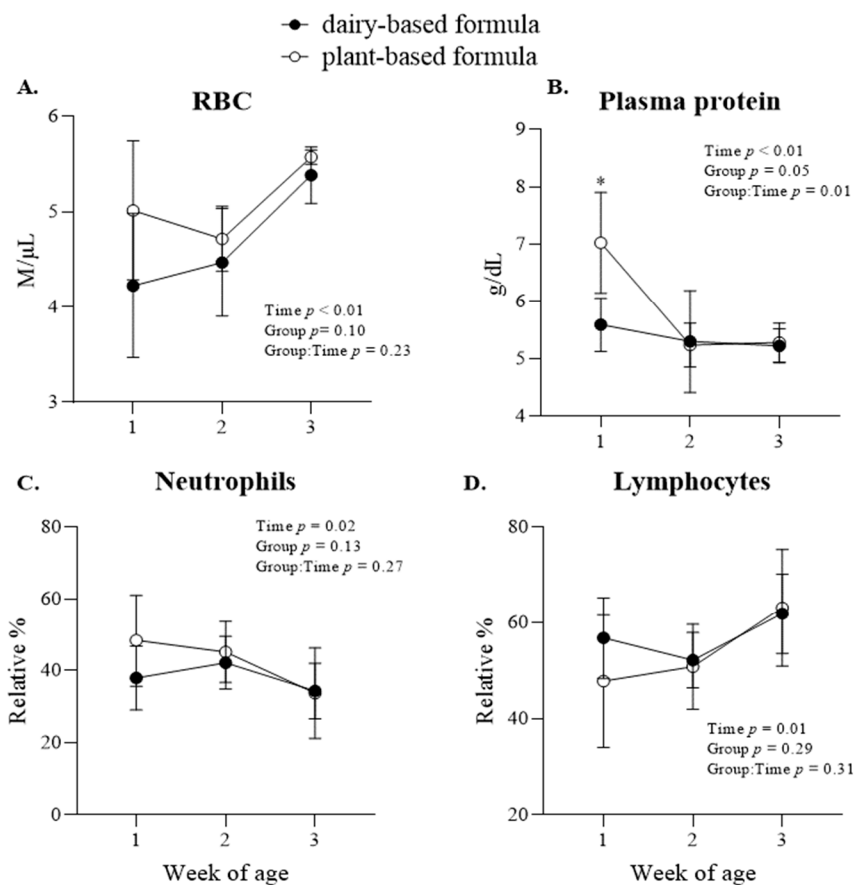 dairy-based formula
plant-based formula
A.
RBC
6
5
4
3
M/μL
Time p < 0.01
Group p= 0.10
Group:Time p = 0.23
1 2 3
B.
Plasma protein
9
8
7
6
5
4
g/dL
*
Time p < 0.01
Group p = 0.05
Group:Time p = 0.01
1 2 3
C.
Neutrophils
80
60
40
20
0
Relative %
Time p = 0.02
Group p = 0.13
Group:Time p = 0.27
1 2 3
Week of age
D.
Lymphocytes
80
60
40
20
Relative %
Time p = 0.01
Group p = 0.29
Group:Time p = 0.31
1 2 3
Week of age